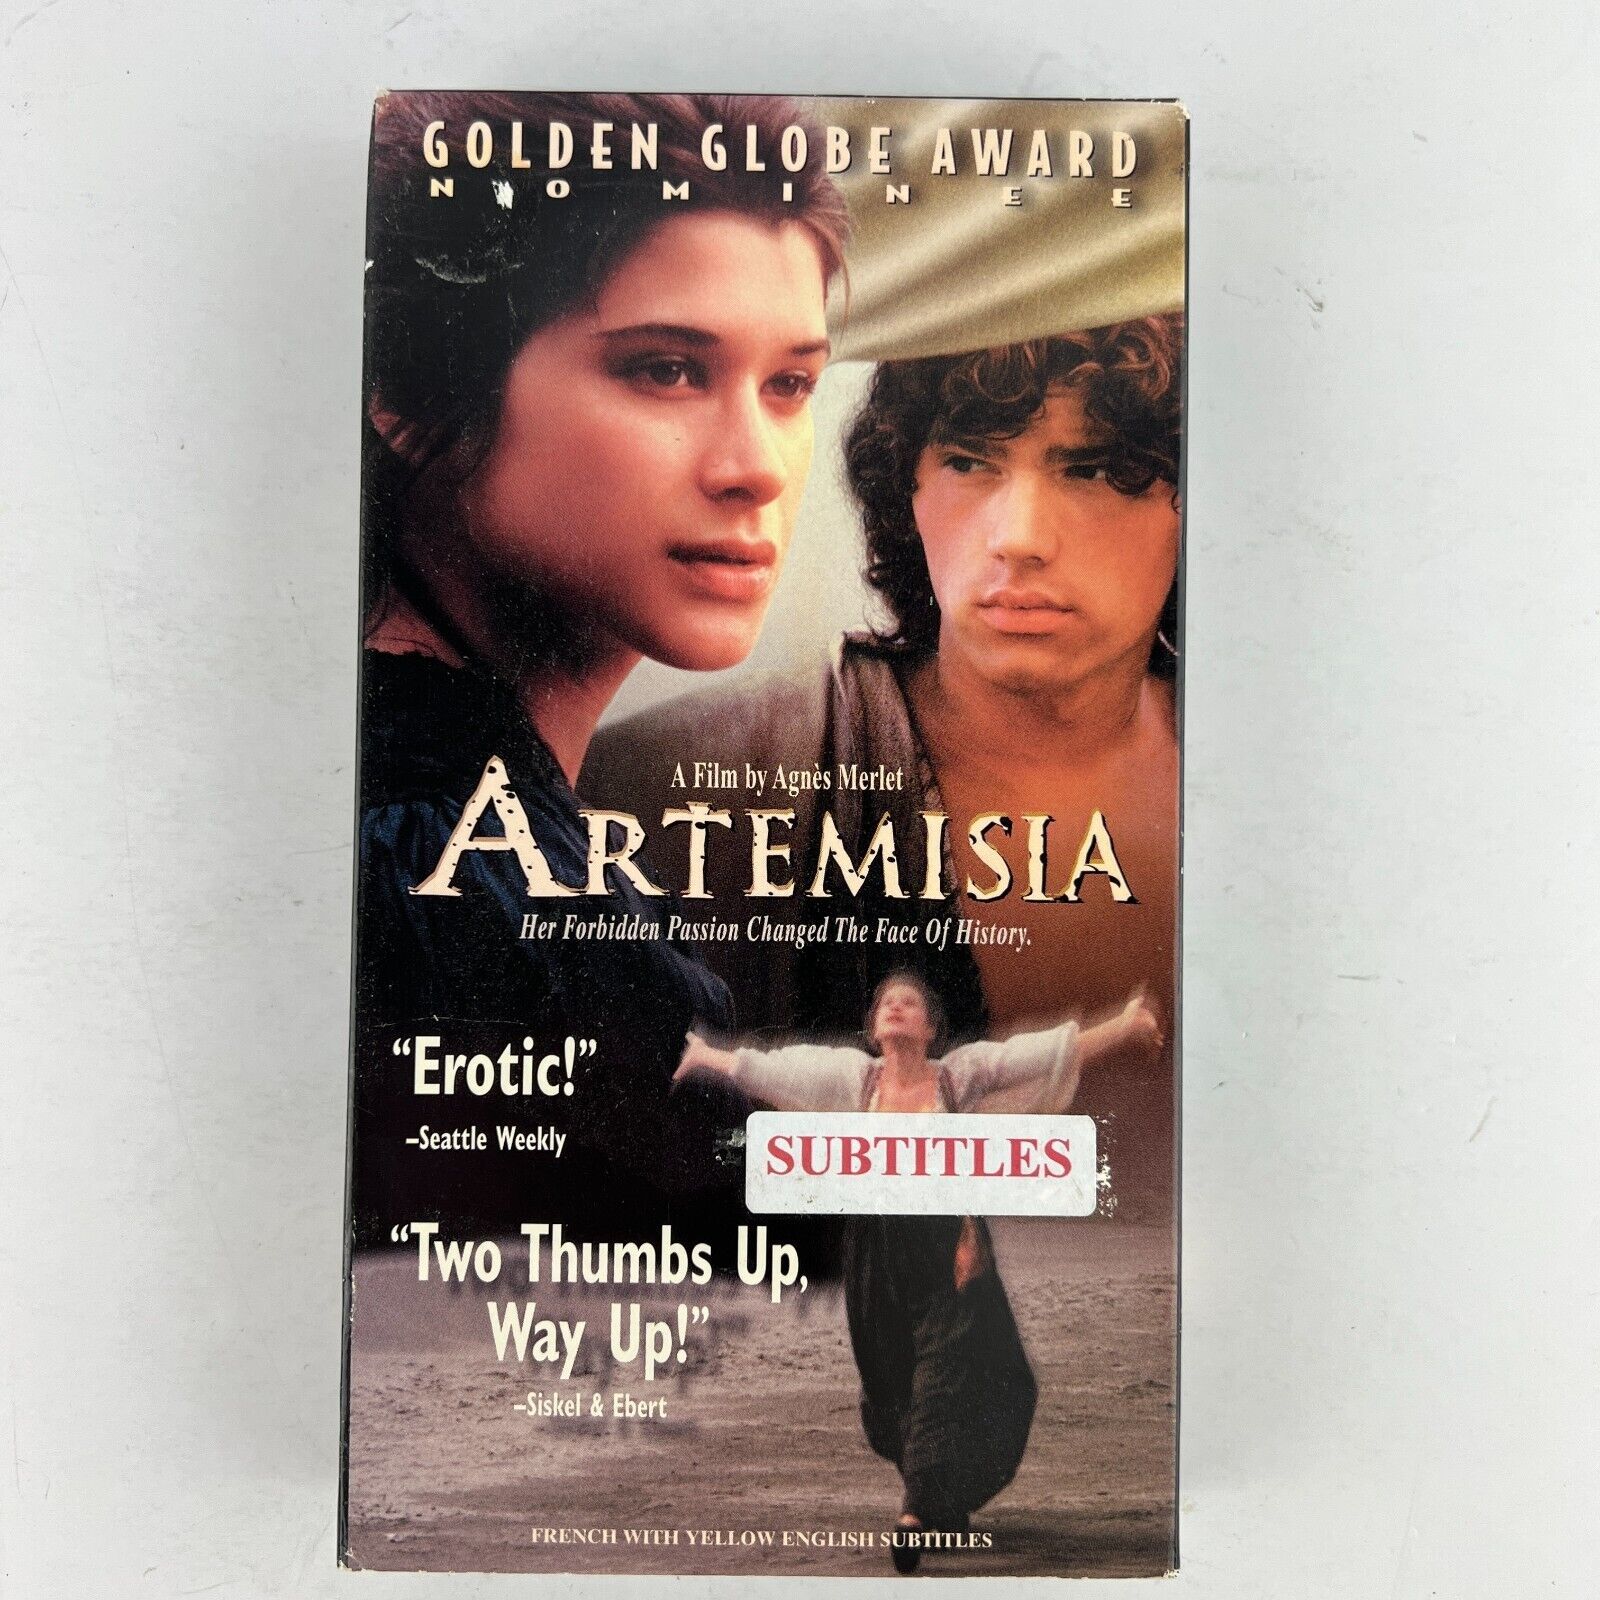 GOLDEN GLOBE AWARD
NOMINEE
A Film by Agnès Merlet
ARTEMISIA
Her Forbidden Passion Changed The Face Of History.
“Erotic!”
–Seattle Weekly
SUBTITLES
“Two Thumbs Up,
Way Up!”
–Siskel & Ebert
FRENCH WITH YELLOW ENGLISH SUBTITLES